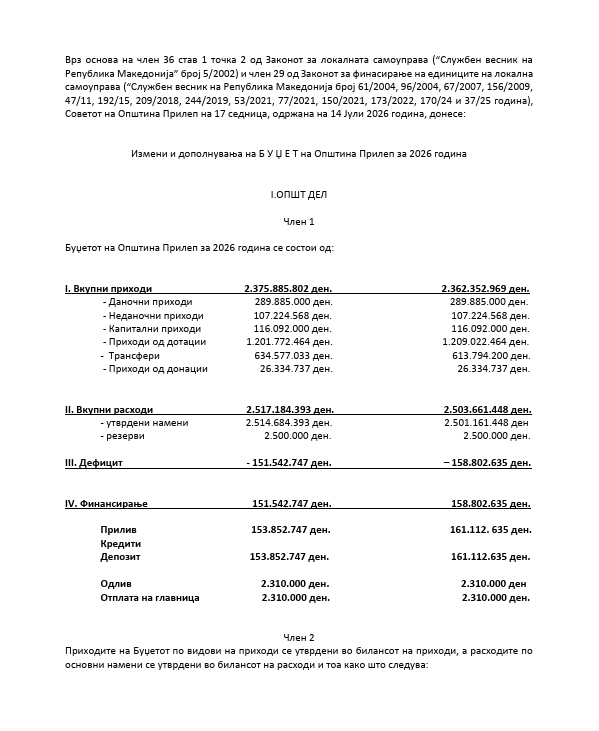 Врз основа на член 36 став 1 точка 2 од Законот за локалната самоуправа (“Службен весник на
Република Македонија” број 5/2002) и член 29 од Законот за финасирање на единиците на локална
самоуправа (“Службен весник на Република Македонија број 61/2004, 96/2004, 67/2007, 156/2009,
47/11, 192/15, 209/2018, 244/2019, 53/2021, 77/2021, 150/2021, 173/2022, 170/24 и 37/25 година),
Советот на Општина Прилеп на 17 седница, одржана на 14 Јули 2026 година, донесе:
Измени и дополнувања на Б У Џ Е Т на Општина Прилеп за 2026 година
I.ОПШТ ДЕЛ
Член 1
Буџетот на Општина Прилеп за 2026 година се состои од:
I. Вкупни приходи 2.375.885.802 ден. 2.362.352.969 ден.
- Даночни приходи 289.885.000 ден. 289.885.000 ден.
- Неданочни приходи 107.224.568 ден. 107.224.568 ден.
- Капитални приходи 116.092.000 ден. 116.092.000 ден.
- Приходи од дотации 1.201.772.464 ден. 1.209.022.464 ден.
- Трансфери 634.577.033 ден. 613.794.200 ден.
- Приходи од донации 26.334.737 ден. 26.334.737 ден.
II. Вкупни расходи 2.517.184.393 ден. 2.503.661.448 ден.
- утврдени намени 2.514.684.393 ден. 2.501.161.448 ден
- резерви 2.500.000 ден. 2.500.000 ден.
III. Дефицит - 151.542.747 ден. – 158.802.635 ден.
IV. Финансирање 151.542.747 ден. 158.802.635 ден.
Прилив 153.852.747 ден. 161.112. 635 ден.
Кредити
Депозит 153.852.747 ден. 161.112.635 ден.
Одлив 2.310.000 ден. 2.310.000 ден
Отплата на главница 2.310.000 ден. 2.310.000 ден.
Член 2
Приходите на Буџетот по видови на приходи се утврдени во билансот на приходи, а расходите по
основни намени се утврдени во билансот на расходи и тоа како што следува: